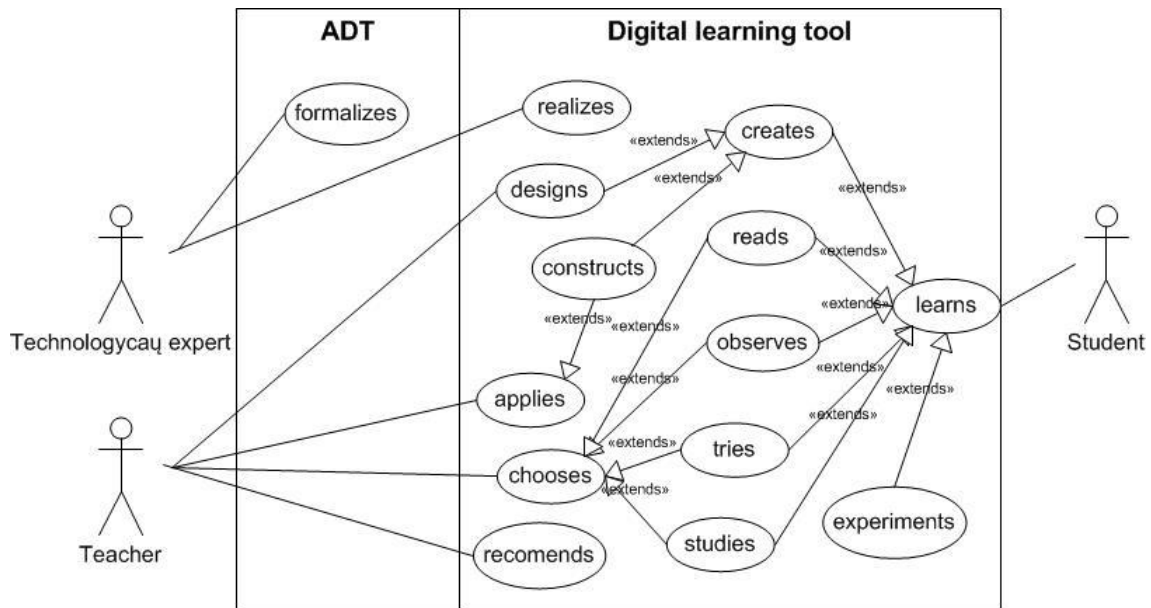 ADT
Digital learning tool
formalizes
realizes
creates
«extends»
designs
«extends»
«extends»
reads
constructs
«extends»
learns
«extends»
«extends»
«extends»
Technologycaų expert
Student
observes
«extends»
«extends»
applies
«extends»
«extends»
«extends»
tries
chooses
«extends»
Teacher
recomends
studies
experiments